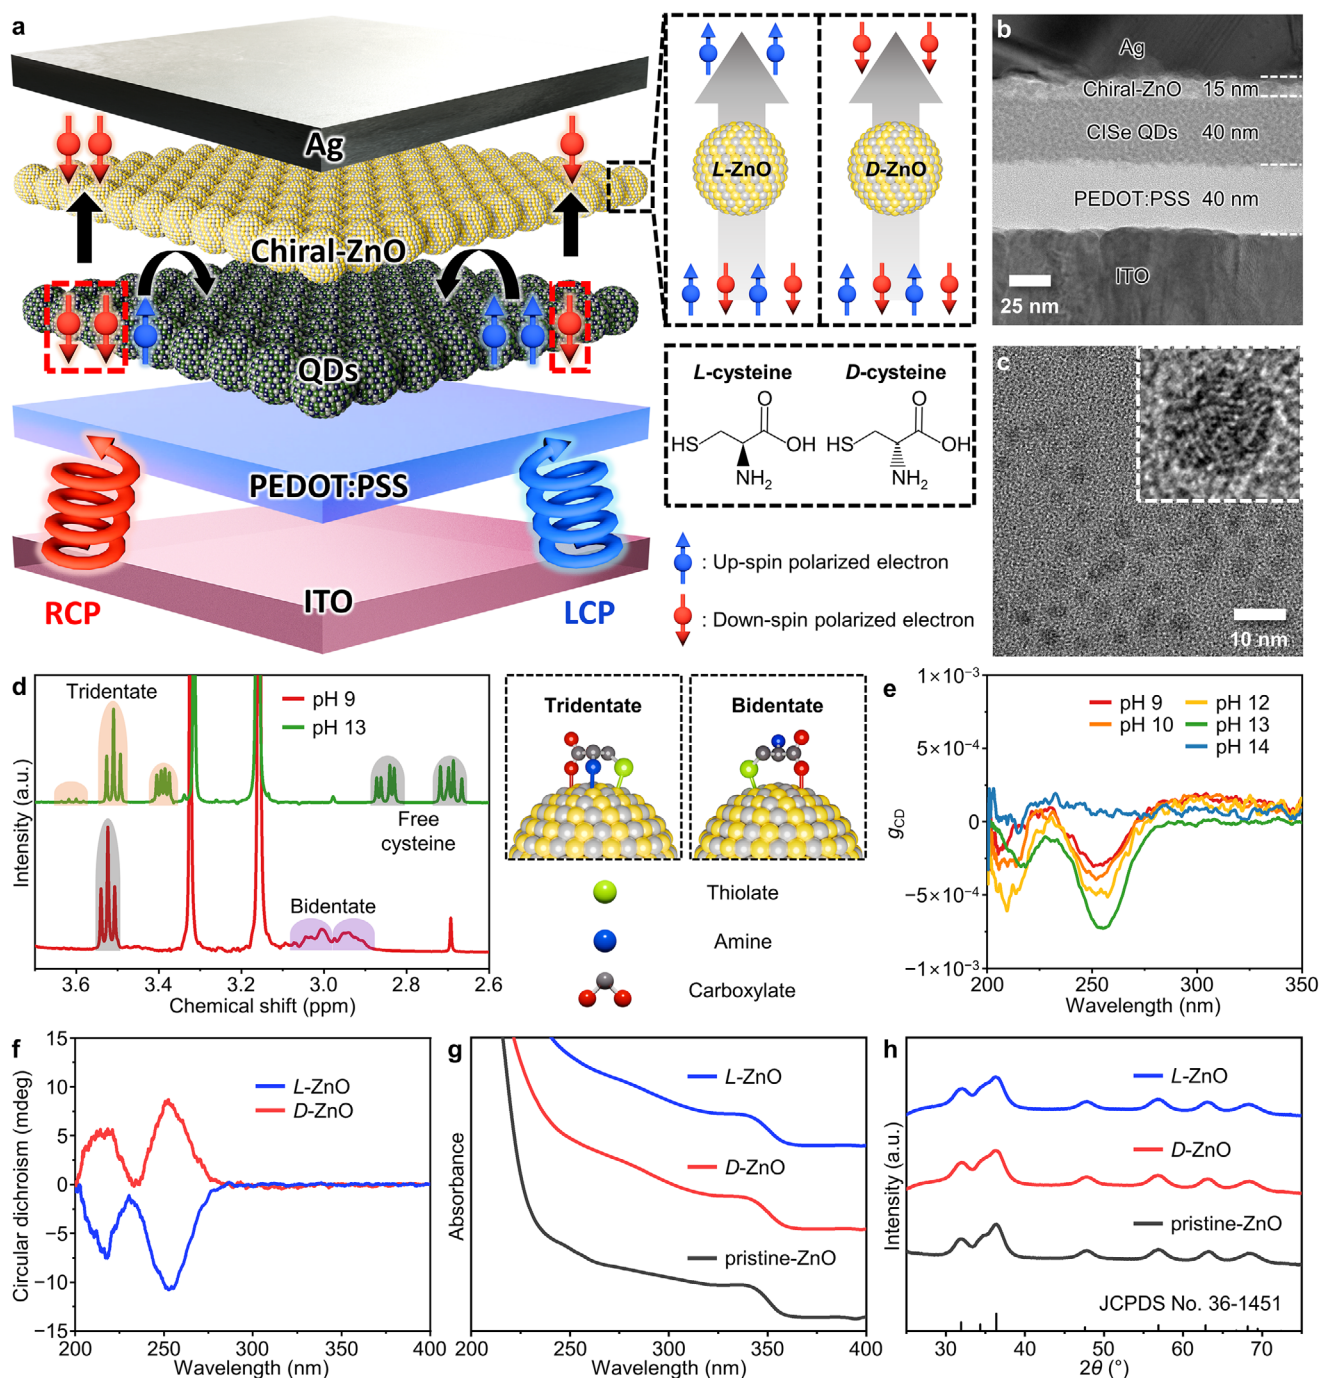 a
Ag
Chiral-ZnO
QDs
PEDOT:PSS
ITO
RCP
LCP
L-ZnO
D-ZnO
L-cysteine
D-cysteine
O
HS
OH
NH₂
O
HS
OH
NH₂
: Up-spin polarized electron
: Down-spin polarized electron
b
Ag
Chiral-ZnO 15 nm
CISe QDs 40 nm
PEDOT:PSS 40 nm
ITO
25 nm
c
10 nm
d
Tridentate
pH 9
pH 13
Free
cysteine
Bidentate
Intensity (a.u.)
3.6 3.4 3.2 3.0 2.8 2.6
Chemical shift (ppm)
Tridentate
Bidentate
Thiolate
Amine
Carboxylate
e
pH 9
pH 10
pH 12
pH 13
pH 14
1×10⁻³
5×10⁻⁴
0
−5×10⁻⁴
−1×10⁻³
gCD
200 250 300 350
Wavelength (nm)
f
L-ZnO
D-ZnO
15
10
5
0
−5
−10
−15
Circular dichroism (mdeg)
200 250 300 350 400
Wavelength (nm)
g
L-ZnO
D-ZnO
pristine-ZnO
Absorbance
200 250 300 350 400
Wavelength (nm)
h
L-ZnO
D-ZnO
pristine-ZnO
JCPDS No. 36-1451
Intensity (a.u.)
30 40 50 60 70
2θ (°)